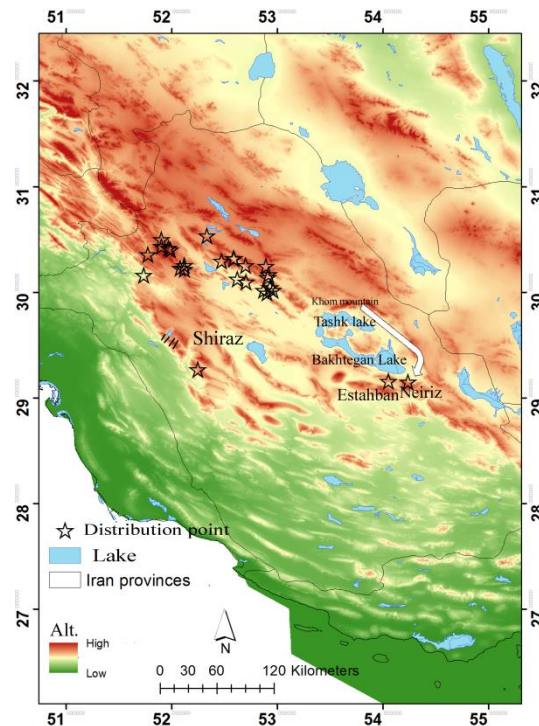 51 52 53 54 55
32
31
30
29
28
27
Khom mountain
Tashk lake
Shiraz
Bakhtegan Lake
Estahban Neiriz
Distribution point
Lake
Iran provinces
Alt.
High
Low
N
0 30 60 120 Kilometers
51 52 53 54 55
32
31
30
29
28
27